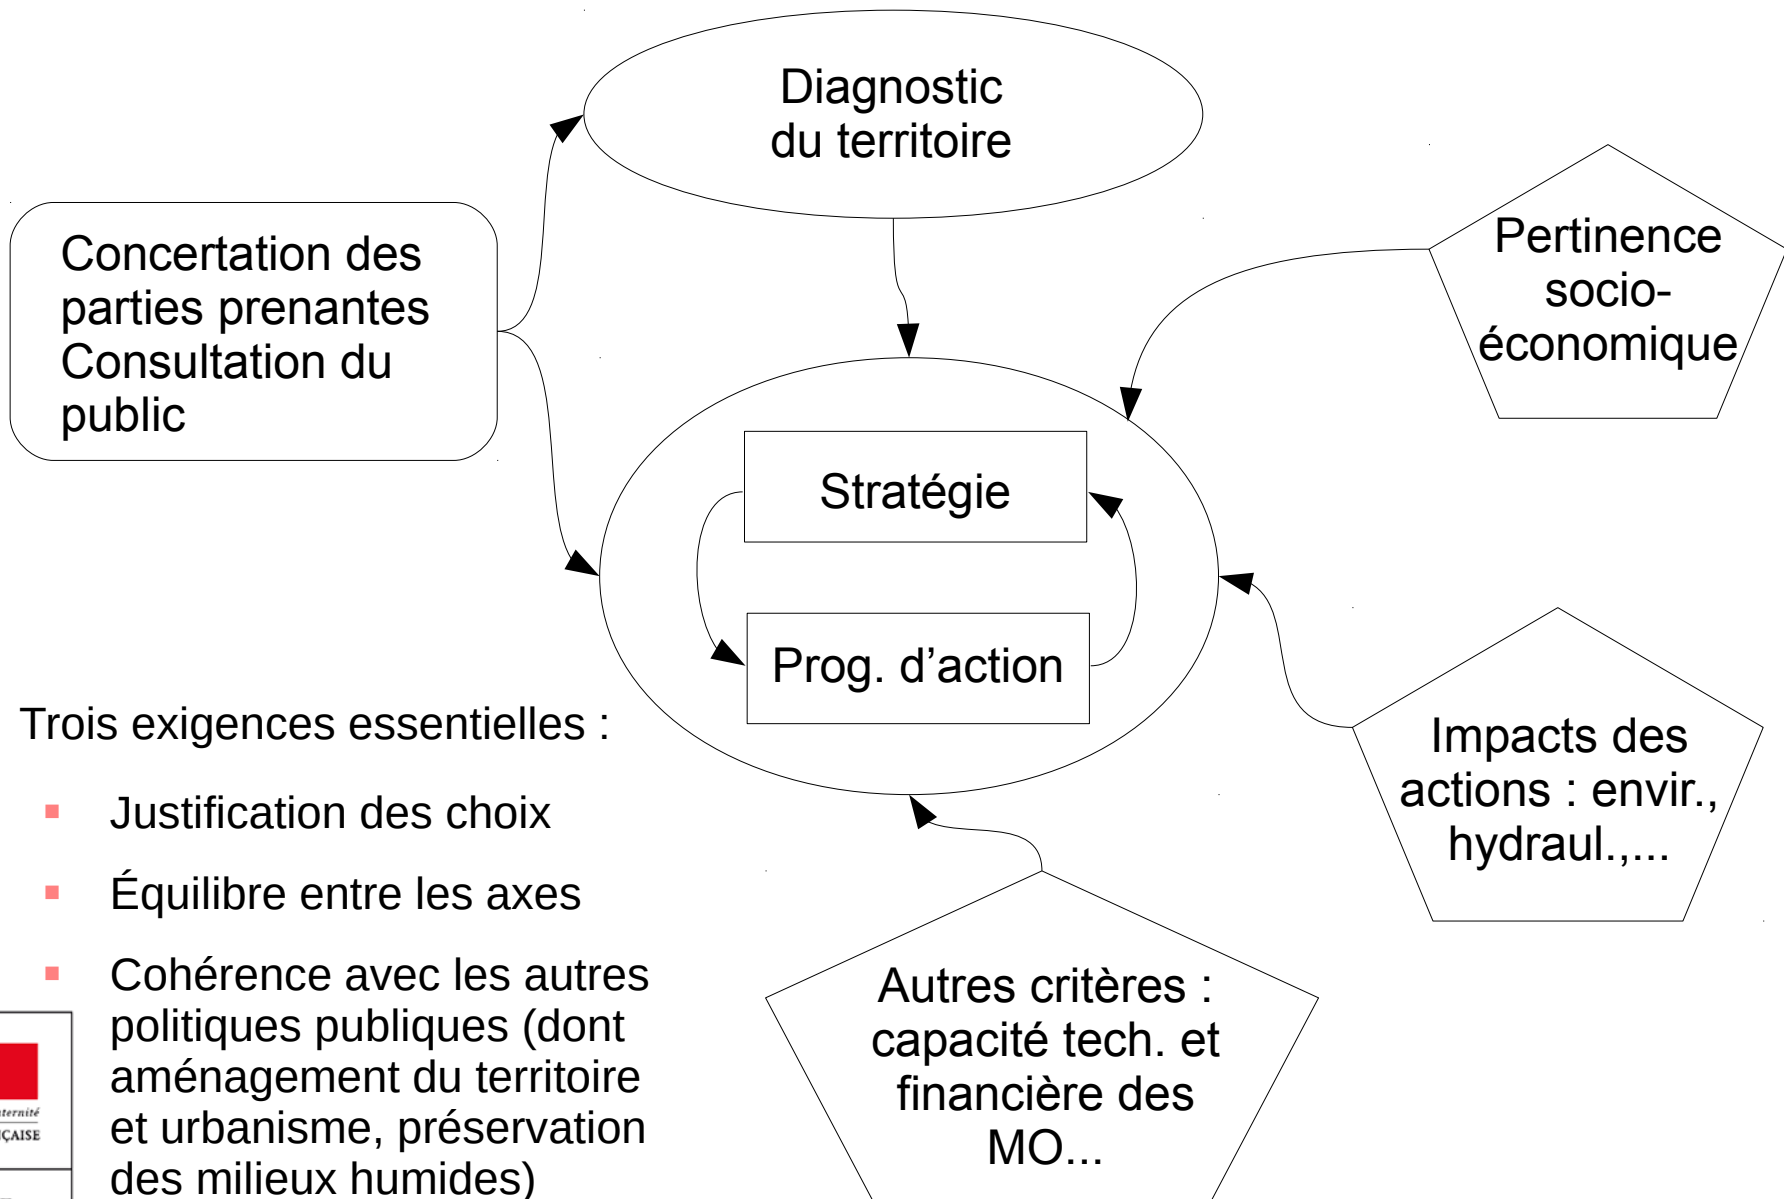 Diagnostic
du territoire
Concertation des
parties prenantes
Consultation du
public
Pertinence
socio-
économique
Stratégie
Prog. d’action
Impacts des
actions : envir.,
hydraul.,...
Autres critères :
capacité tech. et
financière des
MO...
Trois exigences essentielles :
Justification des choix
Équilibre entre les axes
Cohérence avec les autres
politiques publiques (dont
aménagement du territoire
et urbanisme, préservation
des milieux humides)